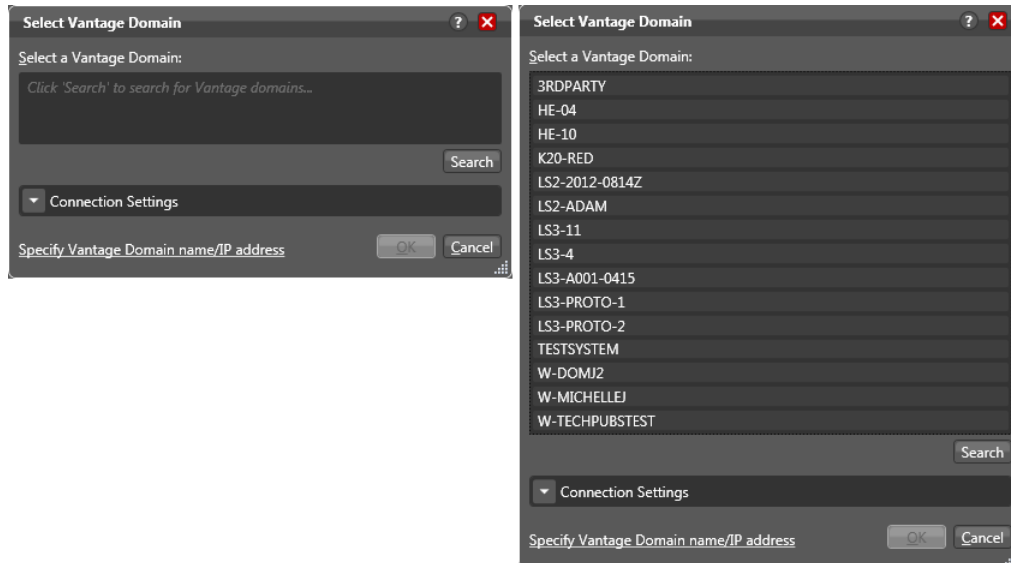 Select Vantage Domain
?
Select a Vantage Domain:
Click 'Search' to search for Vantage domains...
Search
Connection Settings
Specify Vantage Domain name/IP address
OK
Cancel
Select Vantage Domain
?
Select a Vantage Domain:
3RDPARTY
HE-04
HE-10
K20-RED
LS2-2012-0814Z
LS2-ADAM
LS3-11
LS3-4
LS3-A001-0415
LS3-PROTO-1
LS3-PROTO-2
TESTSYSTEM
W-DOMJ2
W-MICHELLEJ
W-TECHPUBSTEST
Search
Connection Settings
Specify Vantage Domain name/IP address
OK
Cancel